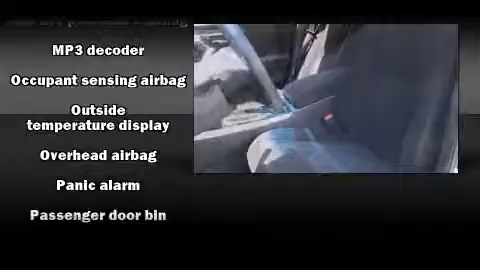 MP3 decoder
Occupant sensing airbag
Outside
temperature display
Overhead airbag
Panic alarm
Passenger door bin